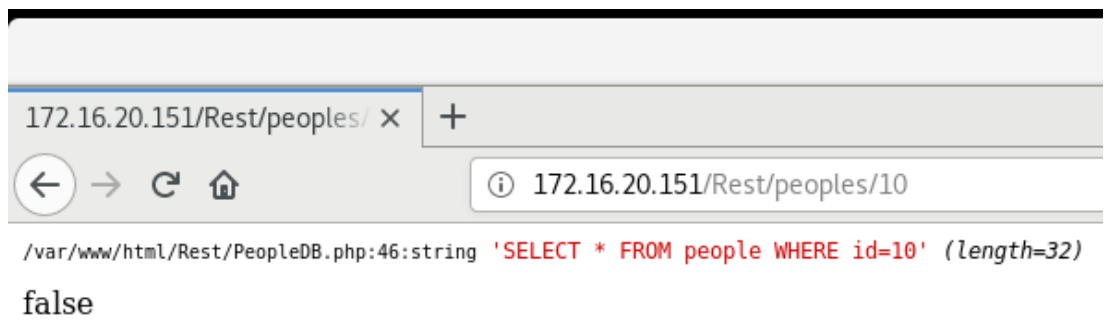 172.16.20.151/Rest/peoples/
172.16.20.151/Rest/peoples/10
/var/www/html/Rest/PeopleDB.php:46:string 'SELECT * FROM people WHERE id=10' (length=32)
false